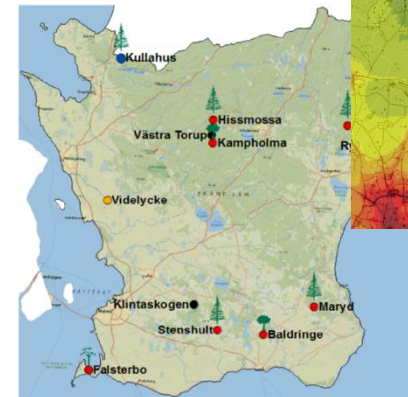 Kullahus
Hissmossa
Västra Torup
Kampholma
Ry
Videlycke
SKÅNE LÄN
Klintaskogen
Maryd
Stenshult
Baldringe
Falsterbo